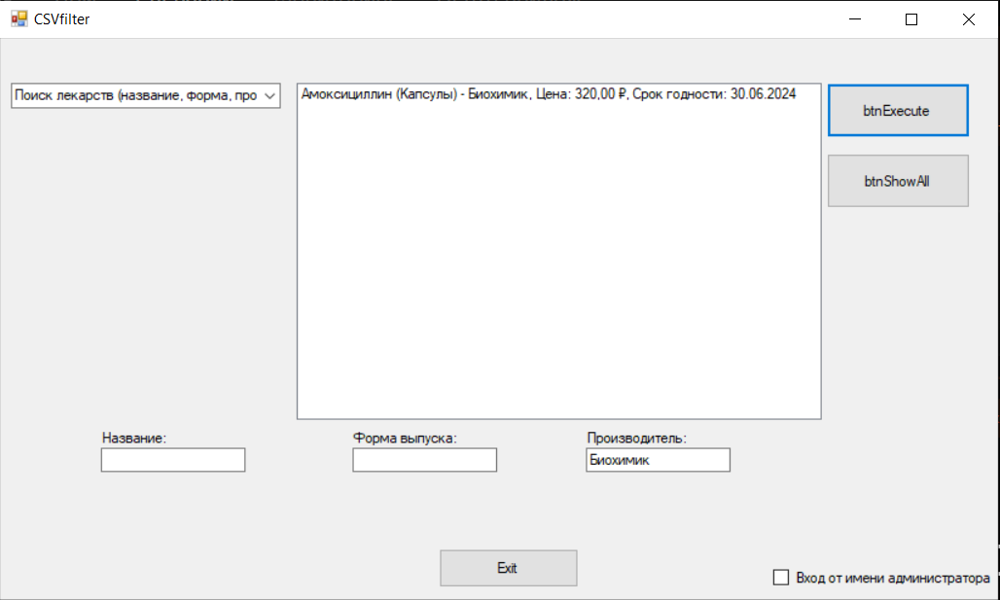 CSVfilter
Поиск лекарств (название, форма, про
Амоксициллин (Капсулы) - Биохимик, Цена: 320,00 ₽, Срок годности: 30.06.2024
btnExecute
btnShowAll
Название:
Форма выпуска:
Производитель:
Биохимик
Exit
Вход от имени администратора